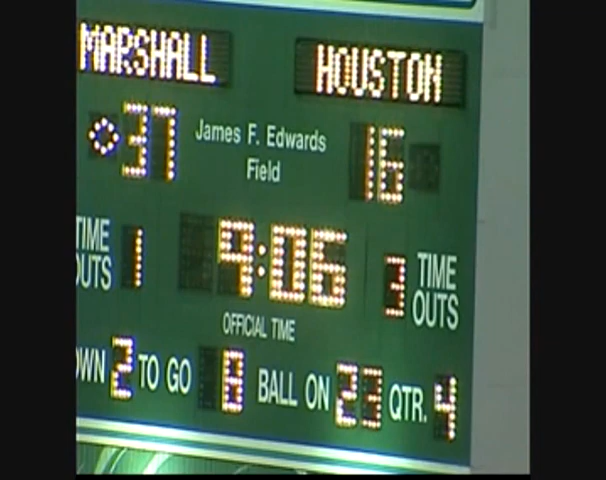 MARSHALL HOUSTON
37 James F. Edwards 16
Field
TIME OUTS 1 9:06 3 TIME OUTS
OFFICIAL TIME
OWN 2 TO GO 8 BALL ON 23 QTR. 4